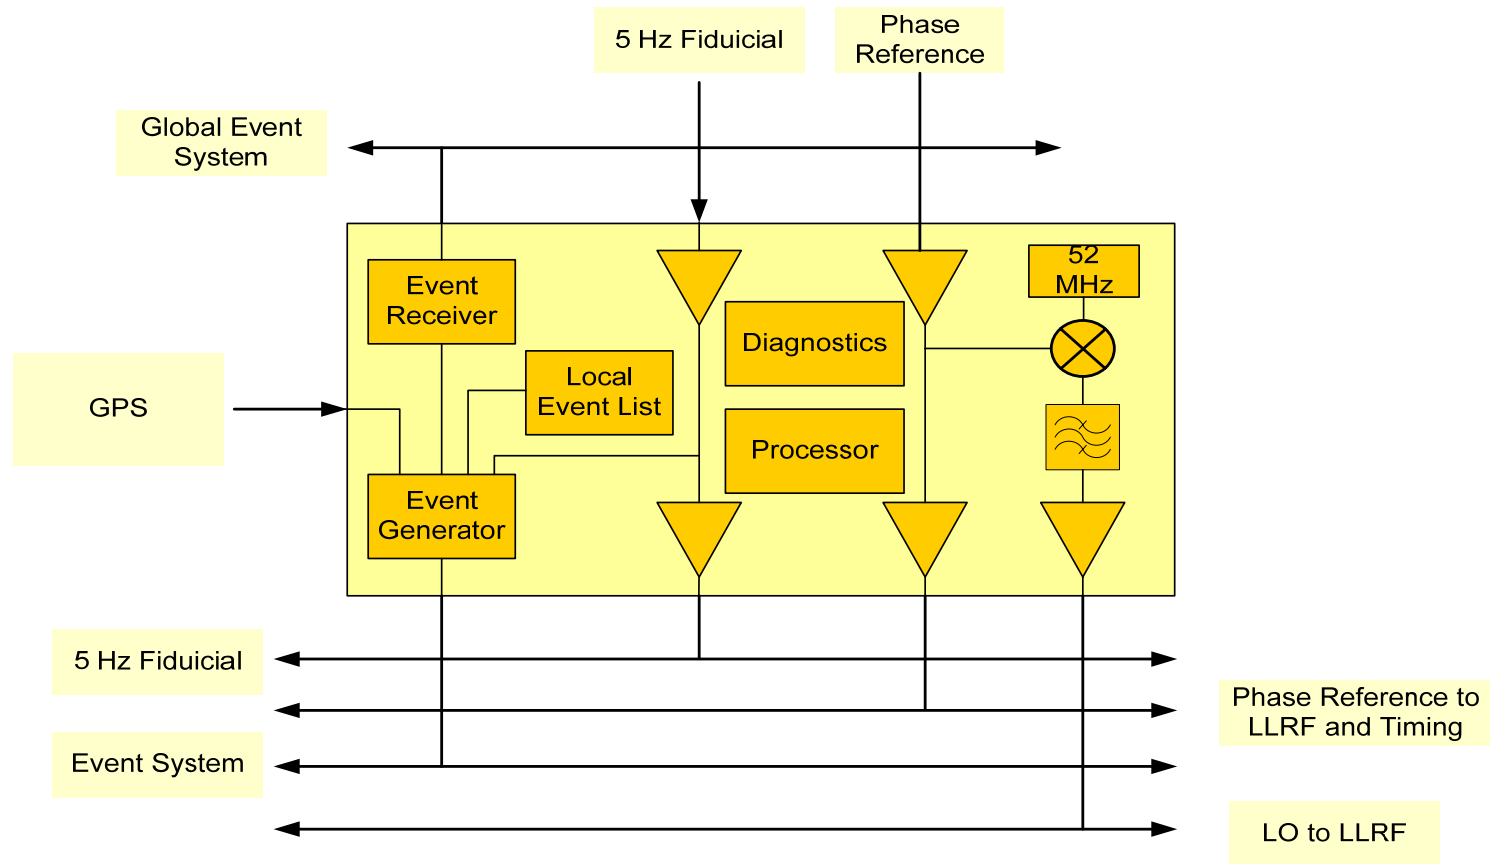 5 Hz Fiduicial
Phase
Reference
Global Event
System
52
MHz
Event
Receiver
Diagnostics
Local
Event List
GPS
Processor
Event
Generator
5 Hz Fiduicial
Phase Reference to
LLRF and Timing
Event System
LO to LLRF